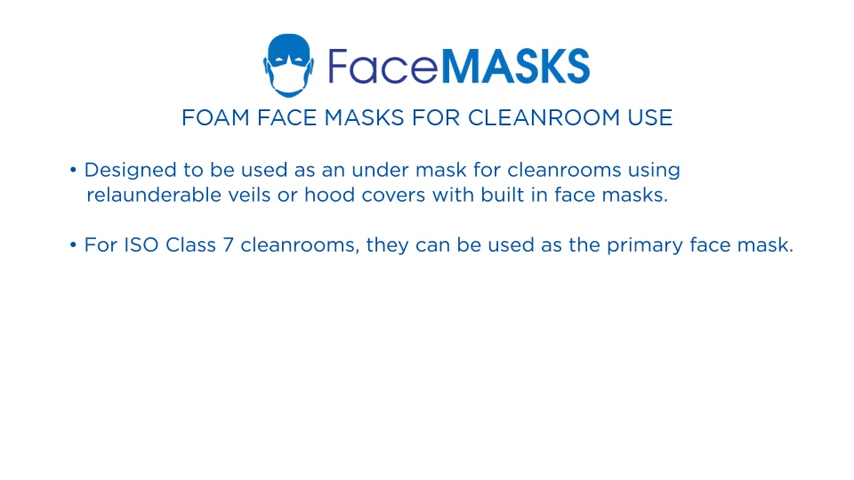 FaceMASKS
FOAM FACE MASKS FOR CLEANROOM USE
• Designed to be used as an under mask for cleanrooms using
relaunderable veils or hood covers with built in face masks.
• For ISO Class 7 cleanrooms, they can be used as the primary face mask.